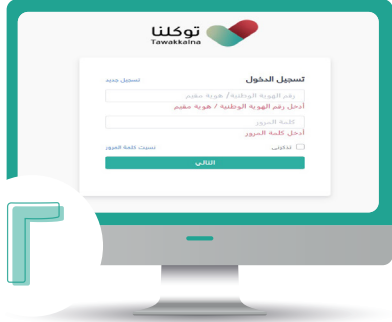 توكلنا
Tawakkalna
تسجيل الدخول
تسجيل جديد
رقم الهوية الوطنية/ هوية مقيم
أدخل رقم الهوية الوطنية / هوية مقيم
كلمة المرور
أدخل كلمة المرور
تذكرني
نسيت كلمة المرور
التالي